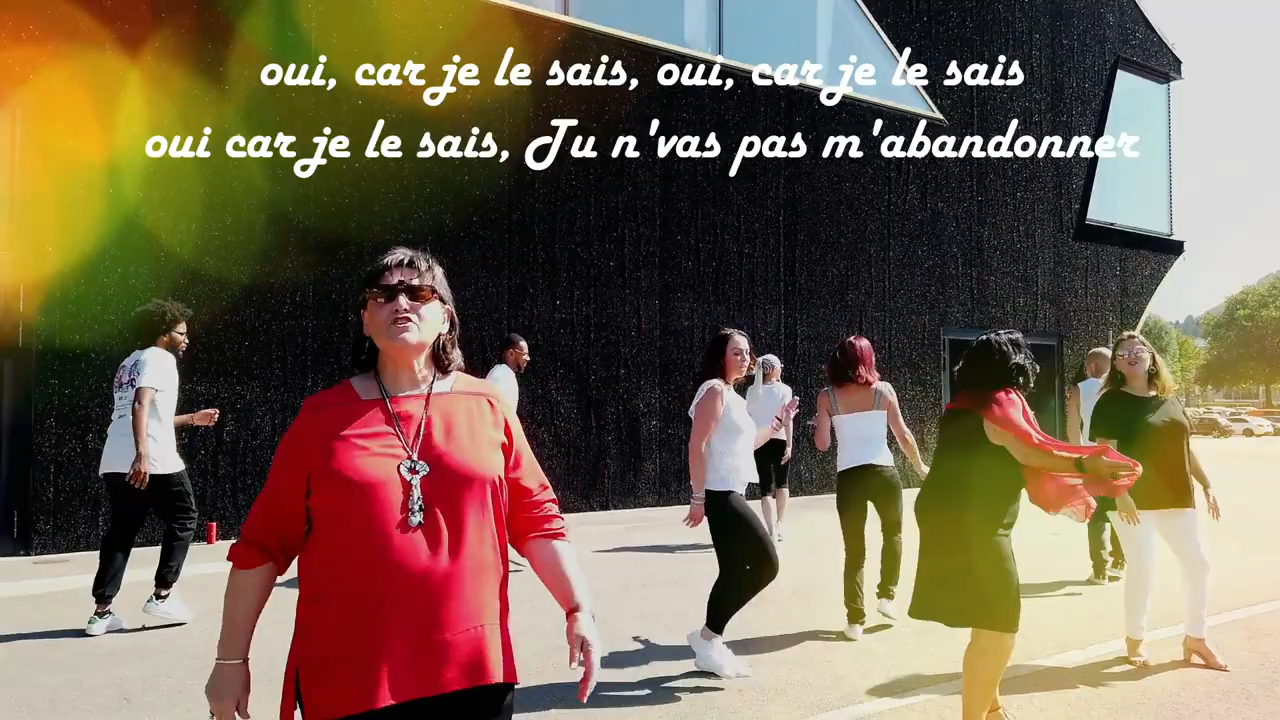 oui, car je le sais, oui, car je le sais
oui car je le sais, Tu n'vas pas m'abandonner